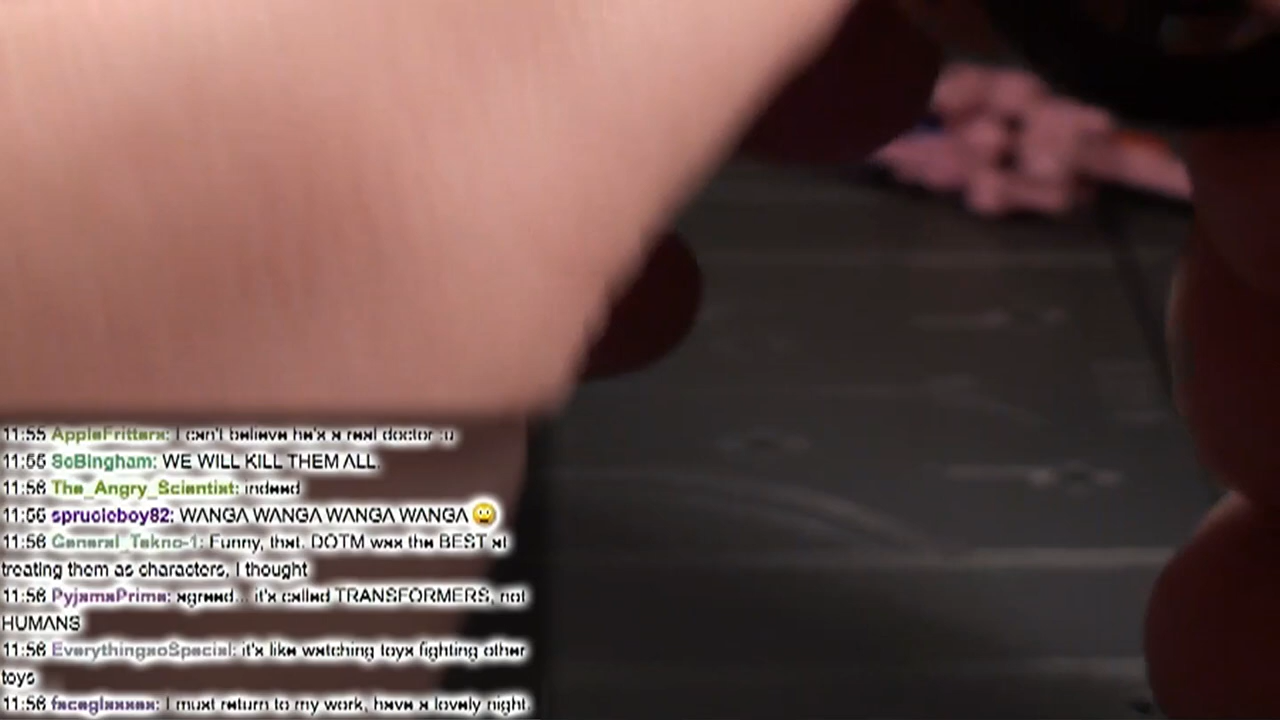 11:55 AppleFritters: I can't believe he's a real doctor :u
11:55 SoBingham: WE WILL KILL THEM ALL.
11:56 The_Angry_Scientist: indeed
11:56 sprucieboy82: WANGA WANGA WANGA WANGA
11:56 General_Tekno-1: Funny, that. DOTM was the BEST at
treating them as characters, I thought
11:56 PyjamaPrime: agreed... it's called TRANSFORMERS, not
HUMANS
11:56 EverythingsoSpecial: it's like watching toys fighting other
toys
11:56 faceglasses: I must return to my work, have a lovely night.